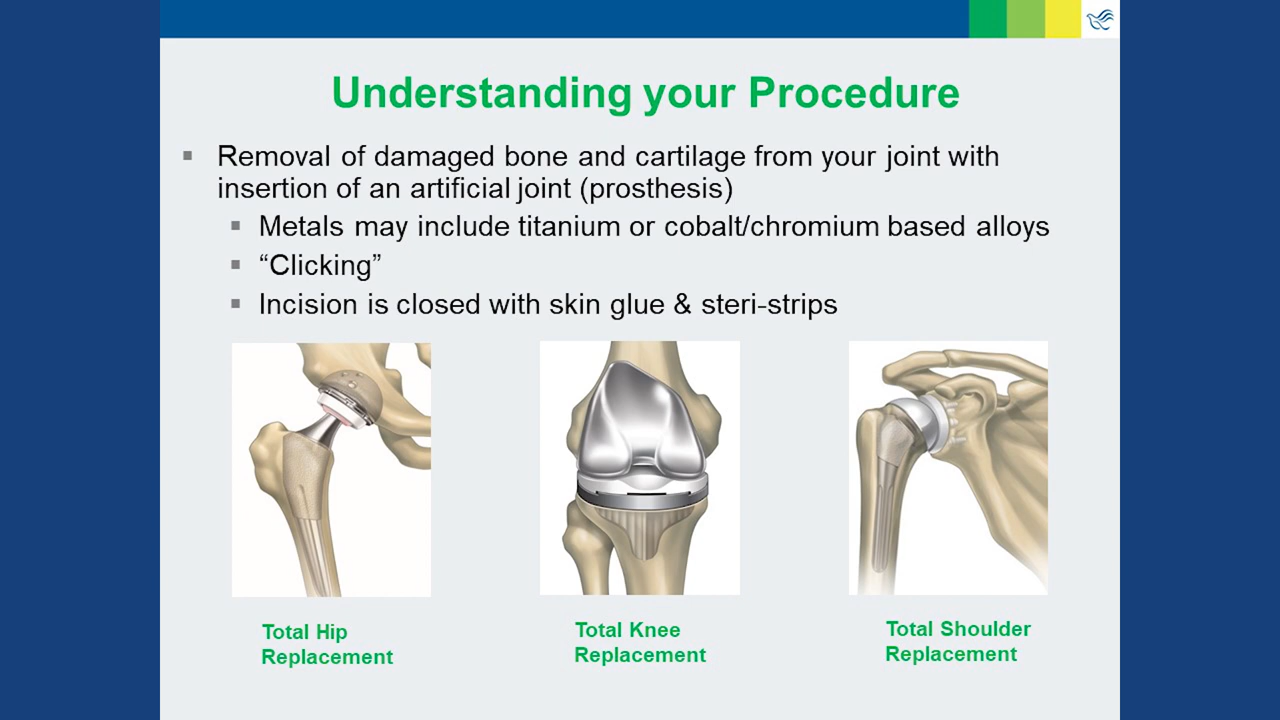 Understanding your Procedure
▪ Removal of damaged bone and cartilage from your joint with
insertion of an artificial joint (prosthesis)
▪ Metals may include titanium or cobalt/chromium based alloys
▪ “Clicking”
▪ Incision is closed with skin glue & steri-strips
Total Hip
Replacement
Total Knee
Replacement
Total Shoulder
Replacement